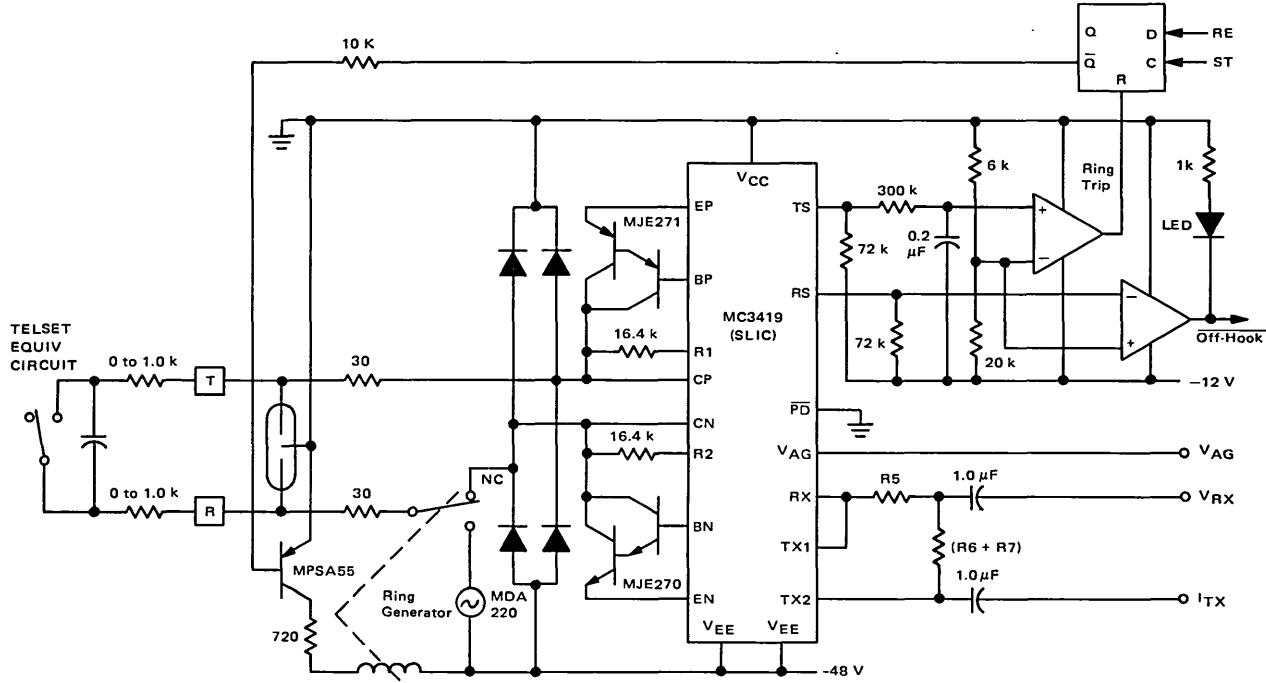 10 K
Q
Q̅
D
C
R
RE
ST
VCC
6 k
1k
Ring
Trip
EP
MJE271
TS
300 k
+
−
LED
72 k
0.2
µF
BP
RS
−
+
MC3419
(SLIC)
TELSET
EQUIV
CIRCUIT
16.4 k
R1
72 k
20 k
Off-Hook
0 to 1.0 k
T
30
CP
−12 V
CN
PD
16.4 k
R2
VAG
VAG
NC
1.0 µF
0 to 1.0 k
R
30
RX
R5
VRX
BN
TX1
(R6 + R7)
MPSA55
MJE270
1.0 µF
Ring
Generator
MDA
220
EN
TX2
ITX
720
VEE
VEE
-48 V